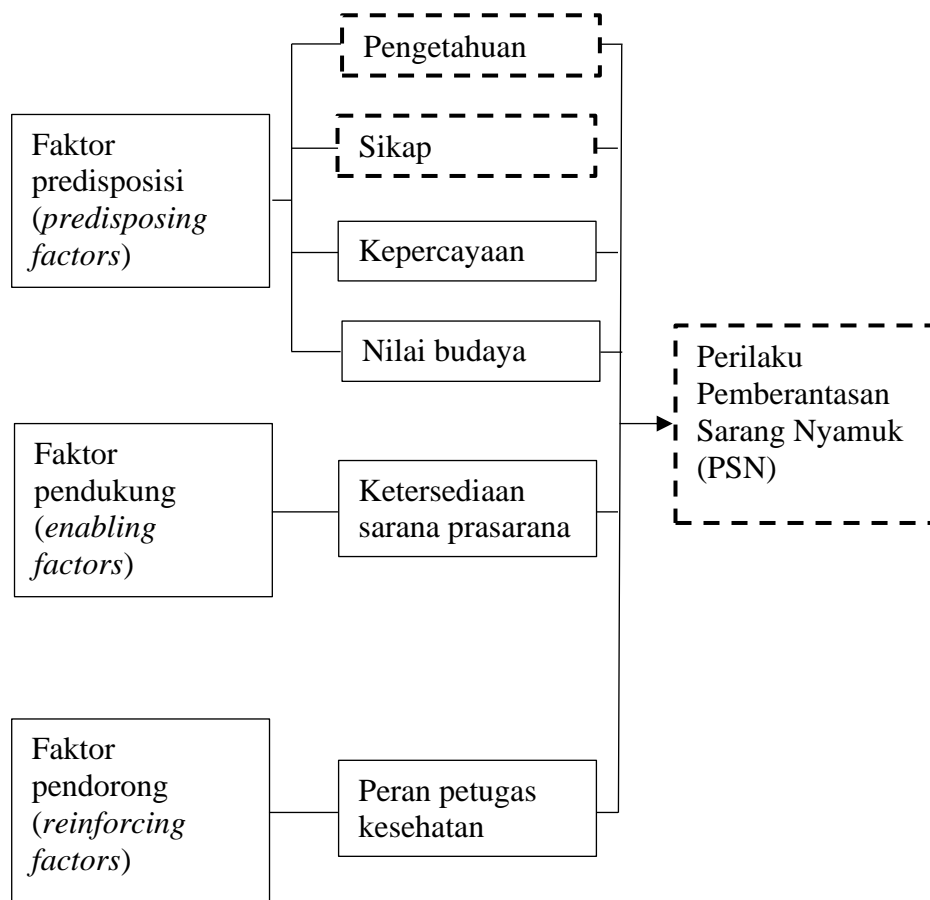 Pengetahuan
Sikap
Faktor
predisposisi
(predisposing
factors)
Kepercayaan
Nilai budaya
Perilaku
Pemberantasan
Sarang Nyamuk
(PSN)
Faktor
pendukung
(enabling
factors)
Ketersediaan
sarana prasarana
Faktor
pendorong
(reinforcing
factors)
Peran petugas
kesehatan